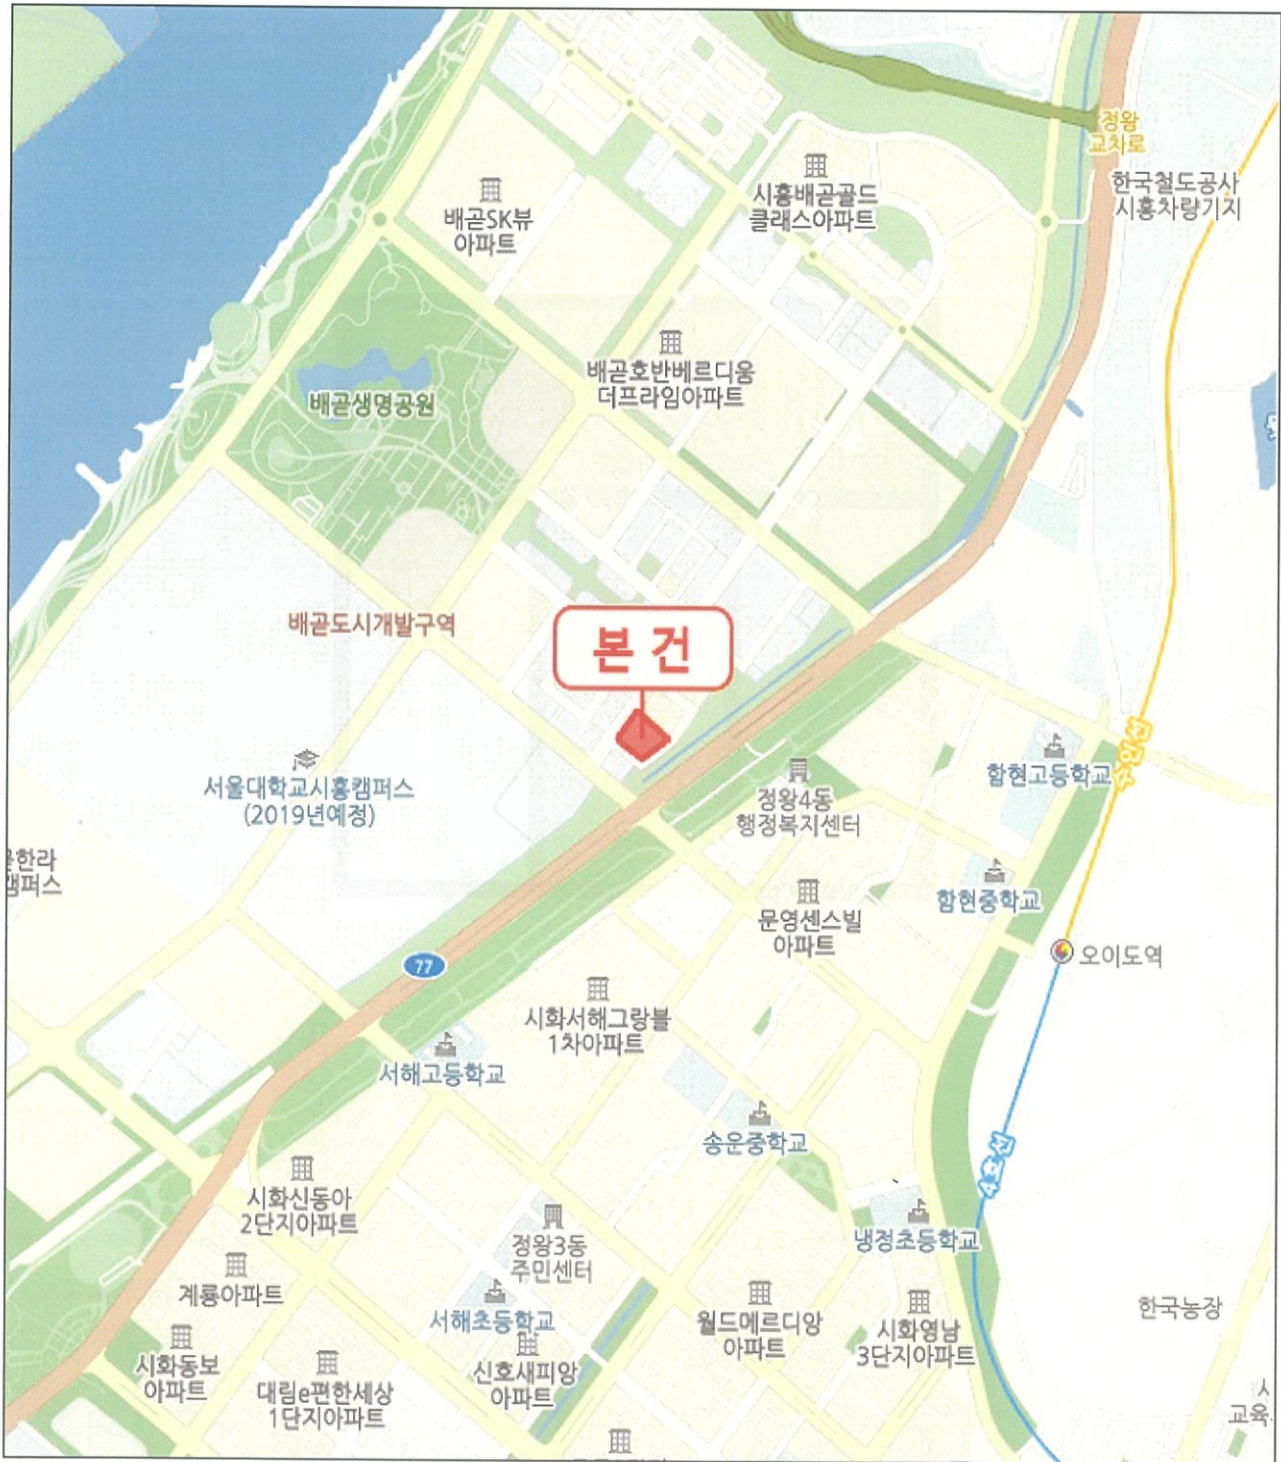 정왕
교차로
한국철도공사
시흥차량기지
시흥배곧골드
클래스아파트
배곧SK뷰
아파트
배곧호반베르디움
더프라임아파트
배곧생명공원
배곧도시개발구역
본 건
수인선
함현고등학교
서울대학교시흥캠퍼스
(2019년예정)
정왕4동
행정복지센터
한라
캠퍼스
함현중학교
문영센스빌
아파트
오이도역
77
시화서해그랑블
1차아파트
서해고등학교
송운중학교
4호선
시화신동아
2단지아파트
냉정초등학교
정왕3동
주민센터
계룡아파트
서해초등학교
월드메르디앙
아파트
시화영남
3단지아파트
한국농장
시화동보
아파트
신호새피앙
아파트
대림e편한세상
1단지아파트
교육